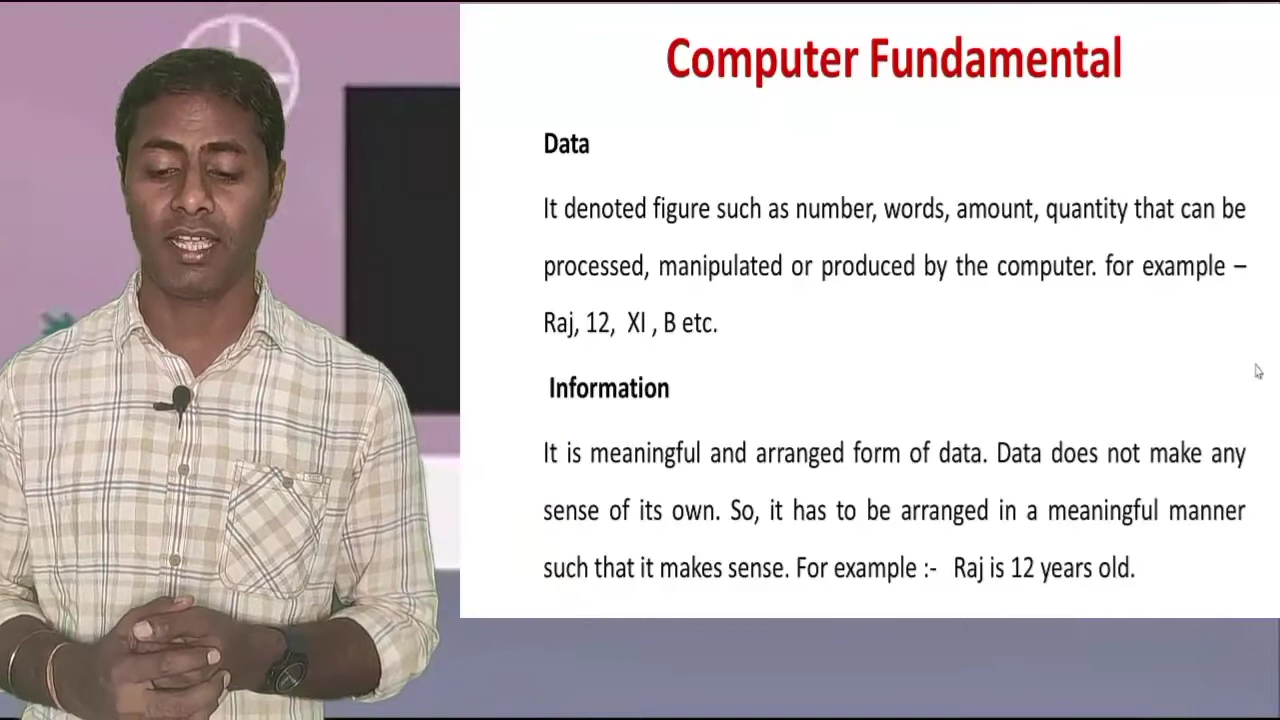 Computer Fundamental
Data
It denoted figure such as number, words, amount, quantity that can be
processed, manipulated or produced by the computer. for example –
Raj, 12, XI , B etc.
Information
It is meaningful and arranged form of data. Data does not make any
sense of its own. So, it has to be arranged in a meaningful manner
such that it makes sense. For example :- Raj is 12 years old.